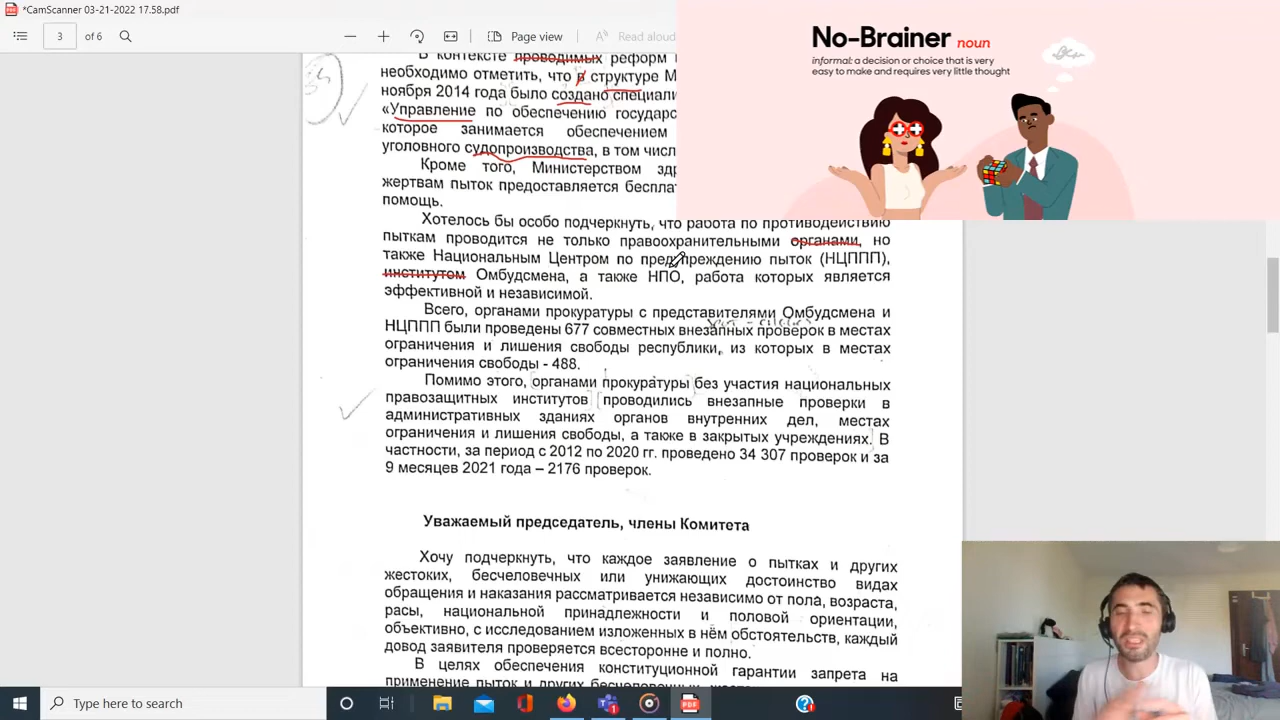 *CamScanner 03-21-2022 17.58.pdf
3 of 6 Page view Read aloud
В контексте проводимых реформ
необходимо отметить, что в структуре М
ноября 2014 года было создано специали
«Управление по обеспечению государс
которое занимается обеспечением
уголовного судопроизводства, в том числ
Кроме того, Министерством здр
жертвам пыток предоставляется бесплат
помощь.
Хотелось бы особо подчеркнуть, что работа по противодействию
пыткам проводится не только правоохранительными органами, но
также Национальным Центром по предупреждению пыток (НЦППП),
институтом Омбудсмена, а также НПО, работа которых является
эффективной и независимой.
Всего, органами прокуратуры с представителями Омбудсмена и
НЦППП были проведены 677 совместных внезапных проверок в местах
ограничения и лишения свободы республики, из которых в местах
ограничения свободы - 488.
Помимо этого, органами прокуратуры без участия национальных
правозащитных институтов проводились внезапные проверки в
административных зданиях органов внутренних дел, местах
ограничения и лишения свободы, а также в закрытых учреждениях. В
частности, за период с 2012 по 2020 гг. проведено 34 307 проверок и за
9 месяцев 2021 года – 2176 проверок.
Уважаемый председатель, члены Комитета
Хочу подчеркнуть, что каждое заявление о пытках и других
жестоких, бесчеловечных или унижающих достоинство видах
обращения и наказания рассматривается независимо от пола, возраста,
расы, национальной принадлежности и половой ориентации,
объективно, с исследованием изложенных в нём обстоятельств, каждый
довод заявителя проверяется всесторонне и полно.
В целях обеспечения конституционной гарантии запрета на
применение пыток и других бесчеловечных
No-Brainer noun
informal: a decision or choice that is very
easy to make and requires very little thought
Type here to search